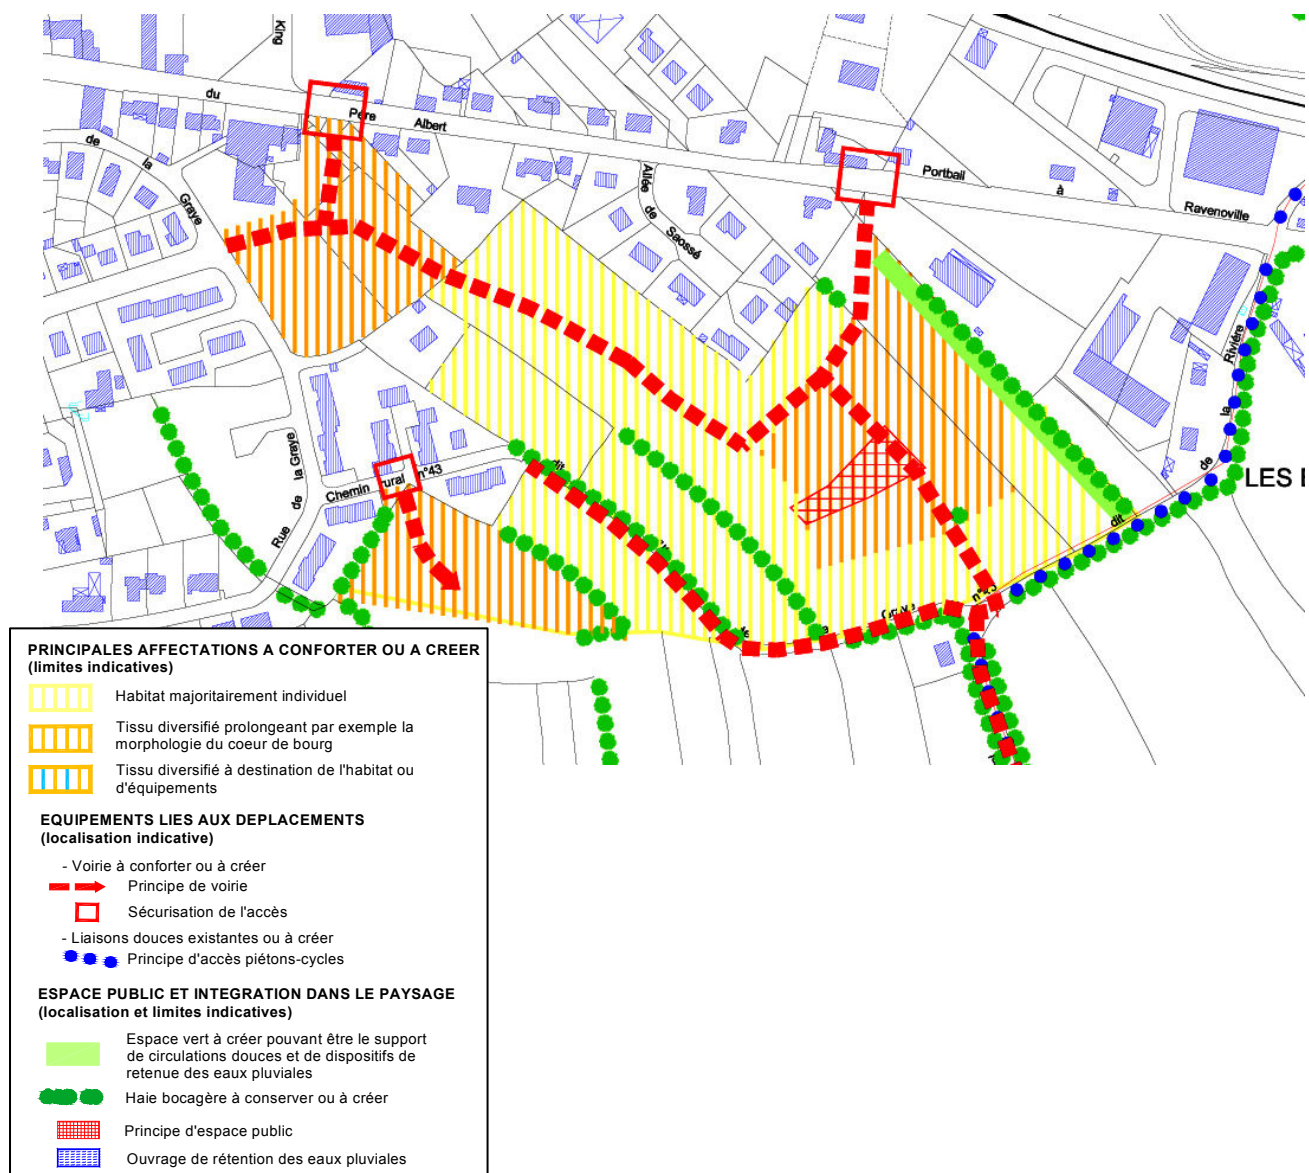 King
du
Père
Albert
de
la
Graye
Allée
de
Saossé
Portbail
à
Ravenoville
Rivière
la
de
dit
LES
Chemin
rural
n°43
dit
Rue
de
la Graye
n°43
PRINCIPALES AFFECTATIONS A CONFORTER OU A CREER
(limites indicatives)
Habitat majoritairement individuel
Tissu diversifié prolongeant par exemple la
morphologie du coeur de bourg
Tissu diversifié à destination de l'habitat ou
d'équipements
EQUIPEMENTS LIES AUX DEPLACEMENTS
(localisation indicative)
- Voirie à conforter ou à créer
Principe de voirie
Sécurisation de l'accès
- Liaisons douces existantes ou à créer
Principe d'accès piétons-cycles
ESPACE PUBLIC ET INTEGRATION DANS LE PAYSAGE
(localisation et limites indicatives)
Espace vert à créer pouvant être le support
de circulations douces et de dispositifs de
retenue des eaux pluviales
Haie bocagère à conserver ou à créer
Principe d'espace public
Ouvrage de rétention des eaux pluviales